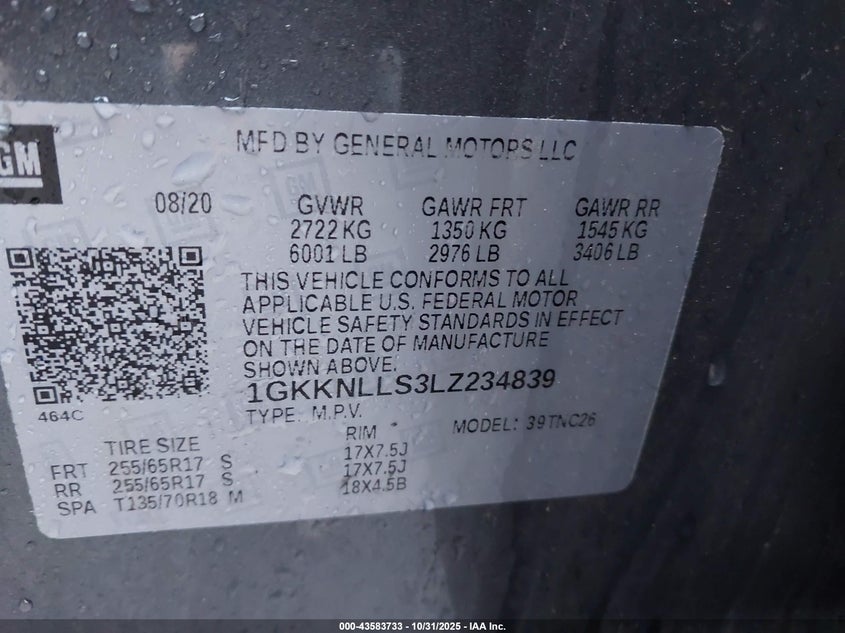 GM
MFD BY GENERAL MOTORS LLC
08/20 GVWR GAWR FRT GAWR RR
2722 KG 1350 KG 1545 KG
6001 LB 2976 LB 3406 LB
THIS VEHICLE CONFORMS TO ALL
APPLICABLE U.S. FEDERAL MOTOR
VEHICLE SAFETY STANDARDS IN EFFECT
ON THE DATE OF MANUFACTURE
SHOWN ABOVE.
1GKKNLLS3LZ234839
464C TYPE: M.P.V. MODEL: 39TNC26
TIRE SIZE RIM
FRT 255/65R17 S 17X7.5J
RR 255/65R17 S 17X7.5J
SPA T135/70R18 M 18X4.5B
000-43583733 - 10/31/2025 - IAA Inc.